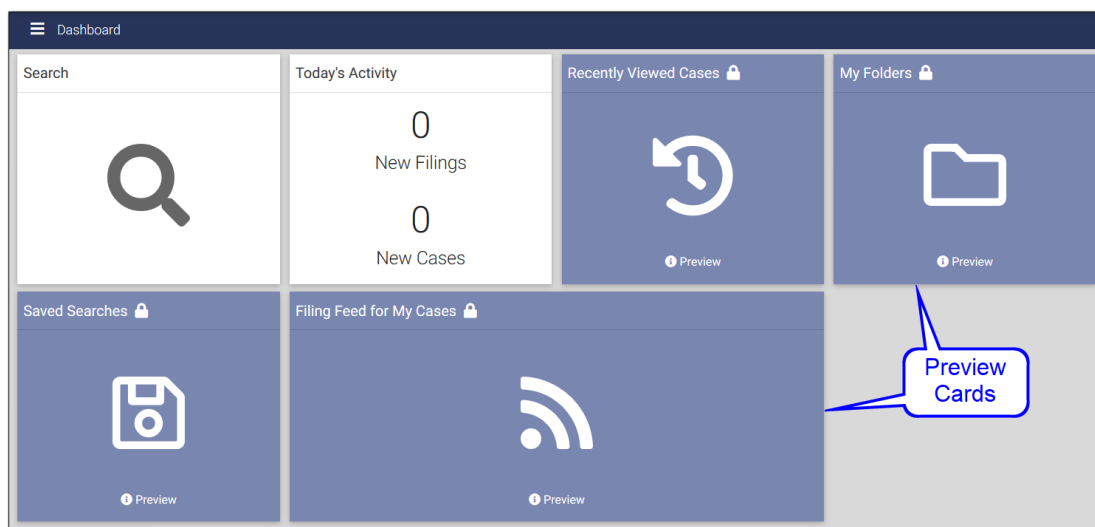 Dashboard
Search
Today's Activity
Recently Viewed Cases
My Folders
0
New Filings
0
New Cases
Preview
Preview
Saved Searches
Filing Feed for My Cases
Preview
Cards
Preview
Preview